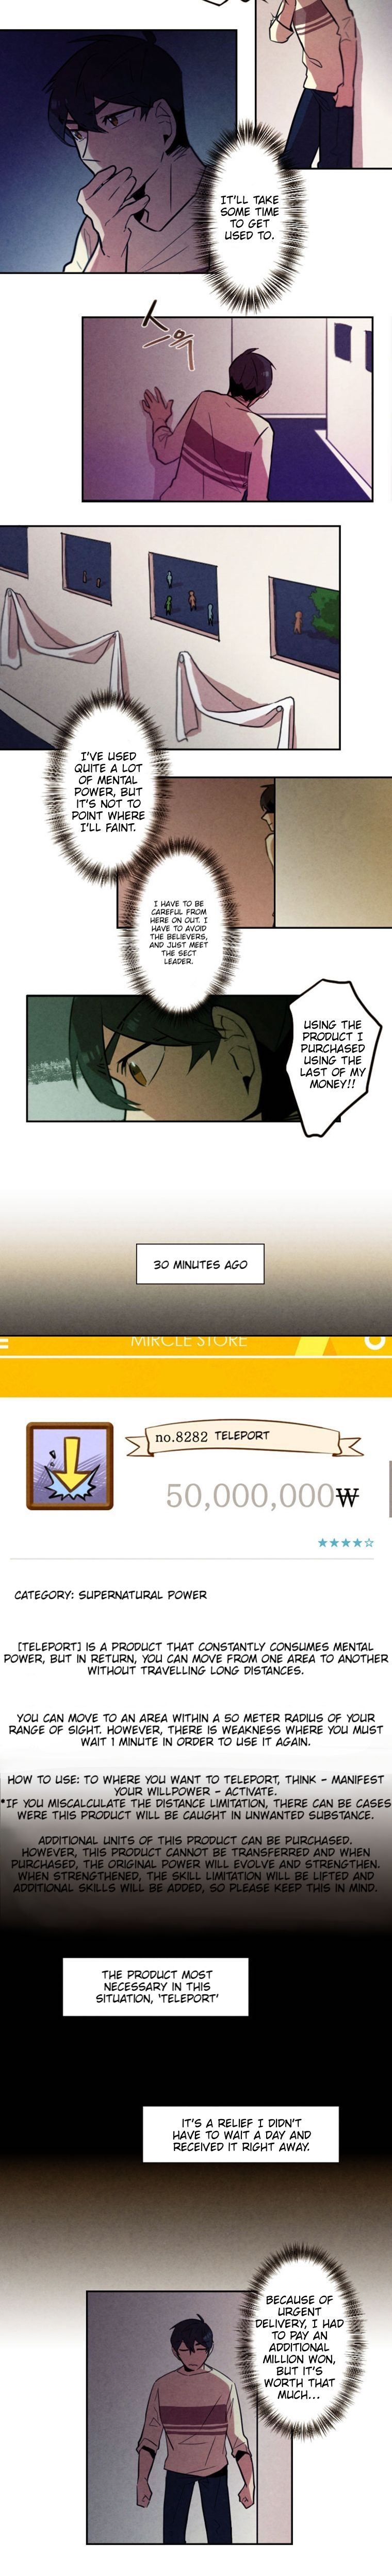 IT'LL TAKE
SOME TIME
TO GET
USED TO.
I'VE USED
QUITE A LOT
OF MENTAL
POWER, BUT
IT'S NOT TO
POINT WHERE
I'LL FAINT.
I HAVE TO BE
CAREFUL FROM
HERE ON OUT. I
HAVE TO AVOID
THE BELIEVERS,
AND JUST MEET
THE SECT
LEADER.
USING THE
PRODUCT I
PURCHASED
USING THE
LAST OF MY
MONEY!!
30 MINUTES AGO
MIRCLE STORE
no.8282 TELEPORT
50,000,000₩
★★★★☆
CATEGORY: SUPERNATURAL POWER
[TELEPORT] IS A PRODUCT THAT CONSTANTLY CONSUMES MENTAL
POWER, BUT IN RETURN, YOU CAN MOVE FROM ONE AREA TO ANOTHER
WITHOUT TRAVELLING LONG DISTANCES.
YOU CAN MOVE TO AN AREA WITHIN A 50 METER RADIUS OF YOUR
RANGE OF SIGHT. HOWEVER, THERE IS WEAKNESS WHERE YOU MUST
WAIT 1 MINUTE IN ORDER TO USE IT AGAIN.
HOW TO USE: TO WHERE YOU WANT TO TELEPORT, THINK - MANIFEST
YOUR WILLPOWER - ACTIVATE.
*IF YOU MISCALCULATE THE DISTANCE LIMITATION, THERE CAN BE CASES
WERE THIS PRODUCT WILL BE CAUGHT IN UNWANTED SUBSTANCE.
ADDITIONAL UNITS OF THIS PRODUCT CAN BE PURCHASED.
HOWEVER, THIS PRODUCT CANNOT BE TRANSFERRED AND WHEN
PURCHASED, THE ORIGINAL POWER WILL EVOLVE AND STRENGTHEN.
WHEN STRENGTHENED, THE SKILL LIMITATION WILL BE LIFTED AND
ADDITIONAL SKILLS WILL BE ADDED, SO PLEASE KEEP THIS IN MIND.
THE PRODUCT MOST
NECESSARY IN THIS
SITUATION, 'TELEPORT'
IT'S A RELIEF I DIDN'T
HAVE TO WAIT A DAY AND
RECEIVED IT RIGHT AWAY.
BECAUSE OF
URGENT
DELIVERY, I HAD
TO PAY AN
ADDITIONAL
MILLION WON,
BUT IT'S
WORTH THAT
MUCH...